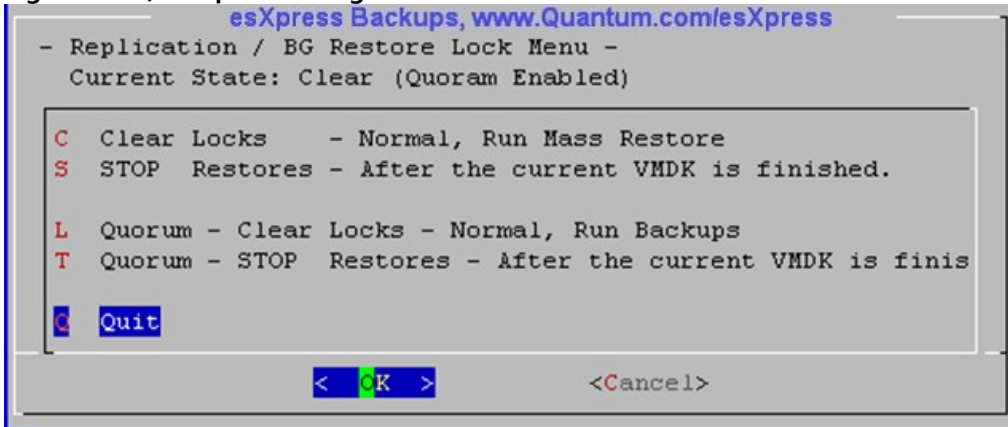 esXpress Backups, www.Quantum.com/esXpress
- Replication / BG Restore Lock Menu -
Current State: Clear (Quoram Enabled)
C Clear Locks - Normal, Run Mass Restore
S STOP Restores - After the current VMDK is finished.
L Quorum - Clear Locks - Normal, Run Backups
T Quorum - STOP Restores - After the current VMDK is finis
Q Quit
< OK > <Cancel>